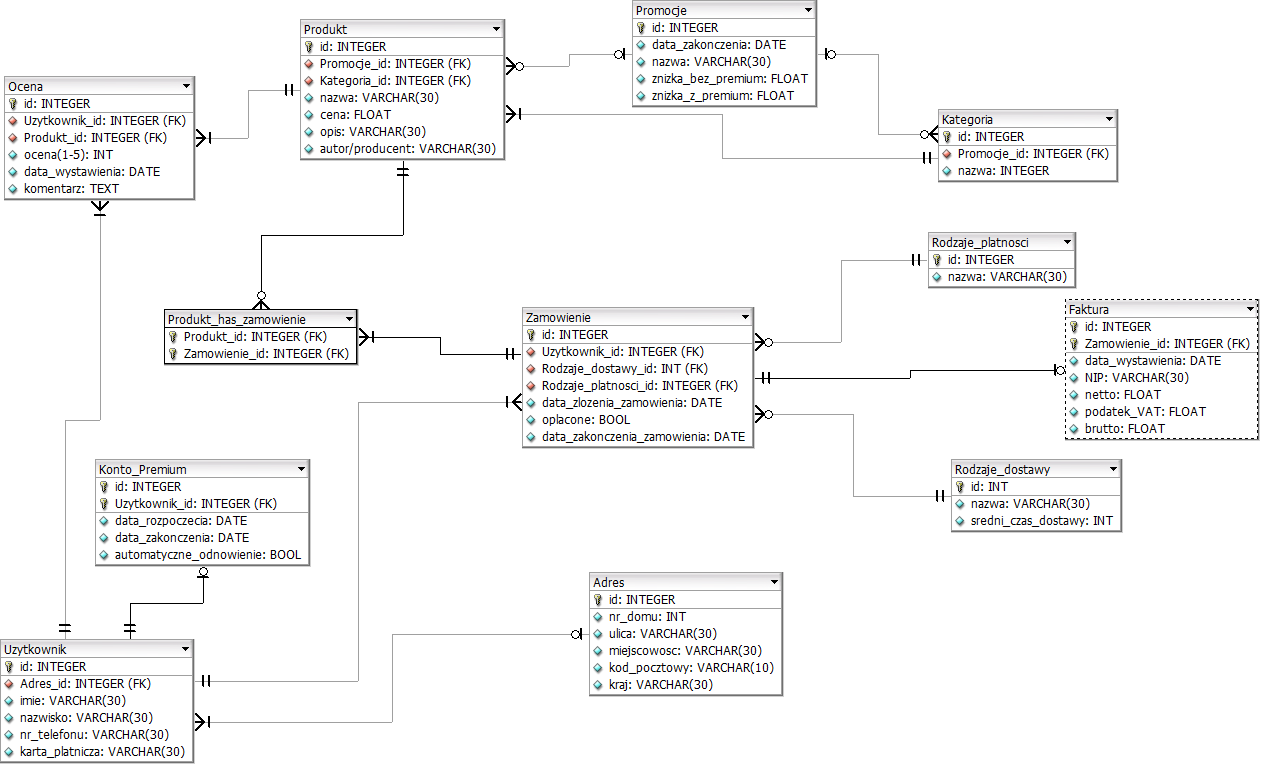 Promocje
id: INTEGER
data_zakonczenia: DATE
nazwa: VARCHAR(30)
znizka_bez_premium: FLOAT
znizka_z_premium: FLOAT
Produkt
id: INTEGER
Promocje_id: INTEGER (FK)
Kategoria_id: INTEGER (FK)
nazwa: VARCHAR(30)
cena: FLOAT
opis: VARCHAR(30)
autor/producent: VARCHAR(30)
Ocena
id: INTEGER
Uzytkownik_id: INTEGER (FK)
Produkt_id: INTEGER (FK)
ocena(1-5): INT
data_wystawienia: DATE
komentarz: TEXT
Kategoria
id: INTEGER
Promocje_id: INTEGER (FK)
nazwa: INTEGER
Rodzaje_platnosci
id: INTEGER
nazwa: VARCHAR(30)
Produkt_has_zamowienie
Produkt_id: INTEGER (FK)
Zamowienie_id: INTEGER (FK)
Zamowienie
id: INTEGER
Uzytkownik_id: INTEGER (FK)
Rodzaje_dostawy_id: INT (FK)
Rodzaje_platnosci_id: INTEGER (FK)
data_zlozenia_zamowienia: DATE
oplacone: BOOL
data_zakonczenia_zamowienia: DATE
Faktura
id: INTEGER
Zamowienie_id: INTEGER (FK)
data_wystawienia: DATE
NIP: VARCHAR(30)
netto: FLOAT
podatek_VAT: FLOAT
brutto: FLOAT
Konto_Premium
id: INTEGER
Uzytkownik_id: INTEGER (FK)
data_rozpoczecia: DATE
data_zakonczenia: DATE
automatyczne_odnowienie: BOOL
Rodzaje_dostawy
id: INT
nazwa: VARCHAR(30)
sredni_czas_dostawy: INT
Adres
id: INTEGER
nr_domu: INT
ulica: VARCHAR(30)
miejscowosc: VARCHAR(30)
kod_pocztowy: VARCHAR(10)
kraj: VARCHAR(30)
Uzytkownik
id: INTEGER
Adres_id: INTEGER (FK)
imie: VARCHAR(30)
nazwisko: VARCHAR(30)
nr_telefonu: VARCHAR(30)
karta_platnicza: VARCHAR(30)